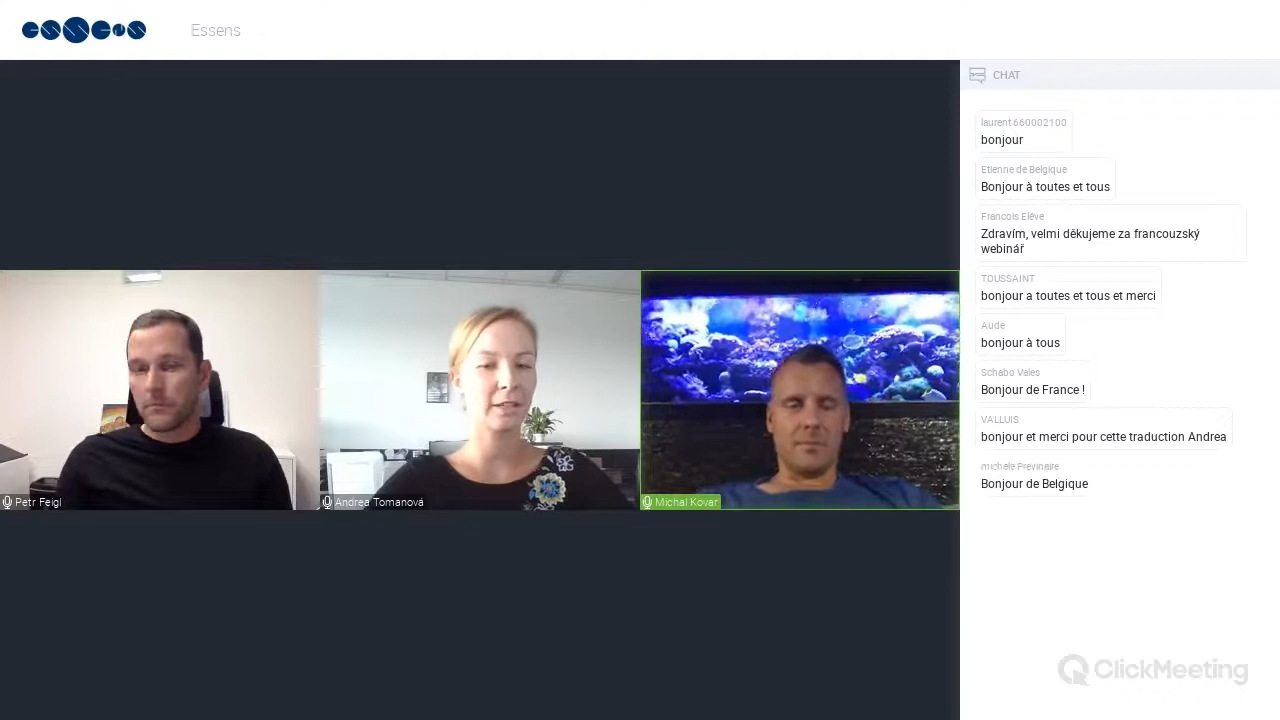 essens
Essens
CHAT
laurent 660002100
bonjour
Etienne de Belgique
Bonjour à toutes et tous
Francois Eléve
Zdravím, velmi děkujeme za francouzský
webinář
TOUSSAINT
bonjour a toutes et tous et merci
Aude
bonjour à tous
Schabo Vales
Bonjour de France !
VALLUIS
bonjour et merci pour cette traduction Andrea
michele Previnaire
Bonjour de Belgique
Petr Feigl
Andrea Tomanová
Michal Kovar
ClickMeeting